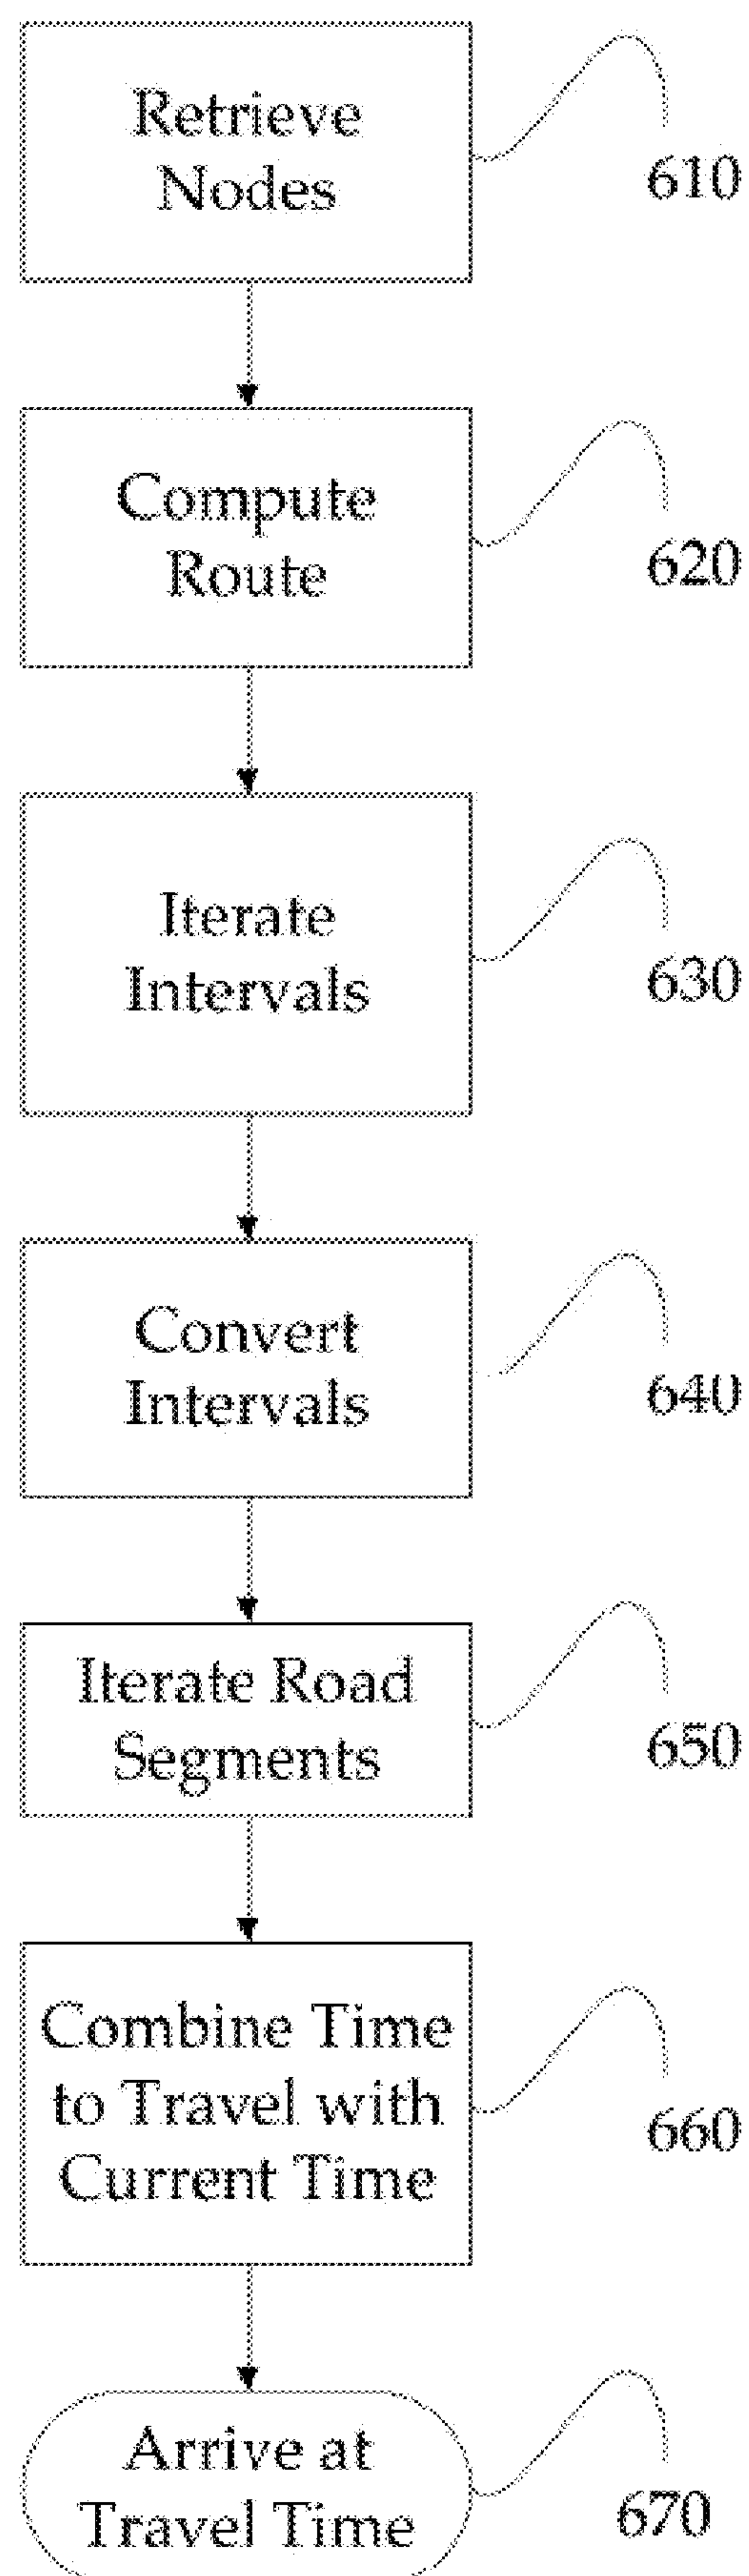 Retrieve
Nodes
610
Compute
Route
620
Iterate
Intervals
630
Convert
Intervals
640
Iterate Road
Segments
650
Combine Time
to Travel with
Current Time
660
Arrive at
Travel Time
670